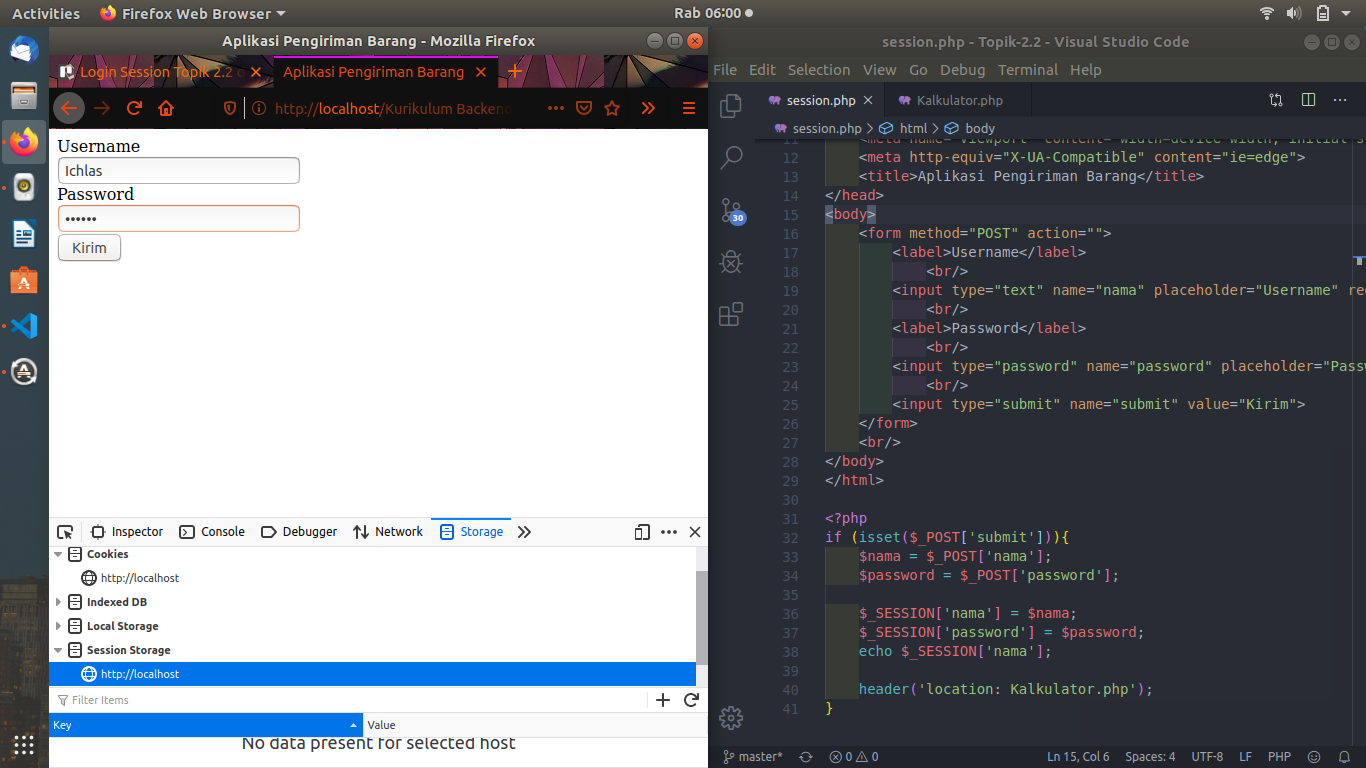 Activities
Firefox Web Browser
Rab 06:00
Aplikasi Pengiriman Barang - Mozilla Firefox
Login Session Topik 2.2
Aplikasi Pengiriman Barang
http://localhost/Kurikulum Backend
Username
Ichlas
Password
••••••
Kirim
Inspector
Console
Debugger
Network
Storage
Cookies
http://localhost
Indexed DB
Local Storage
Session Storage
http://localhost
Filter Items
Key
Value
No data present for selected host
session.php - Topik-2.2 - Visual Studio Code
File Edit Selection View Go Debug Terminal Help
session.php
Kalkulator.php
session.php > html > body
30
11 <meta name="viewport" content="width=device-width, initial-s
12 <meta http-equiv="X-UA-Compatible" content="ie=edge">
13 <title>Aplikasi Pengiriman Barang</title>
14 </head>
15 <body>
16 <form method="POST" action="">
17 <label>Username</label>
18 <br/>
19 <input type="text" name="nama" placeholder="Username" re
20 <br/>
21 <label>Password</label>
22 <br/>
23 <input type="password" name="password" placeholder="Pass
24 <br/>
25 <input type="submit" name="submit" value="Kirim">
26 </form>
27 <br/>
28 </body>
29 </html>
30
31 <?php
32 if (isset($_POST['submit'])){
33 $nama = $_POST['nama'];
34 $password = $_POST['password'];
35
36 $_SESSION['nama'] = $nama;
37 $_SESSION['password'] = $password;
38 echo $_SESSION['nama'];
39
40 header('location: Kalkulator.php');
41 }
master*
0
0
Ln 15, Col 6
Spaces: 4
UTF-8
LF
PHP